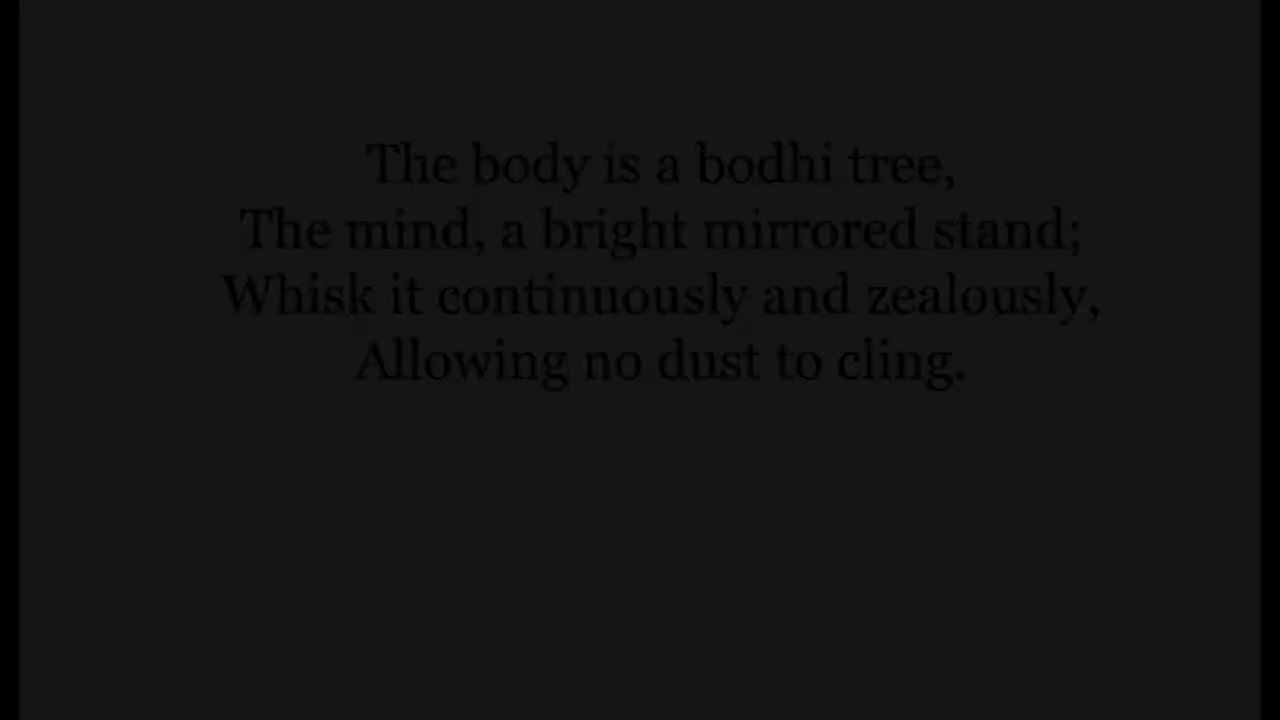 The body is a bodhi tree,
The mind, a bright mirrored stand;
Whisk it continuously and zealously,
Allowing no dust to cling.